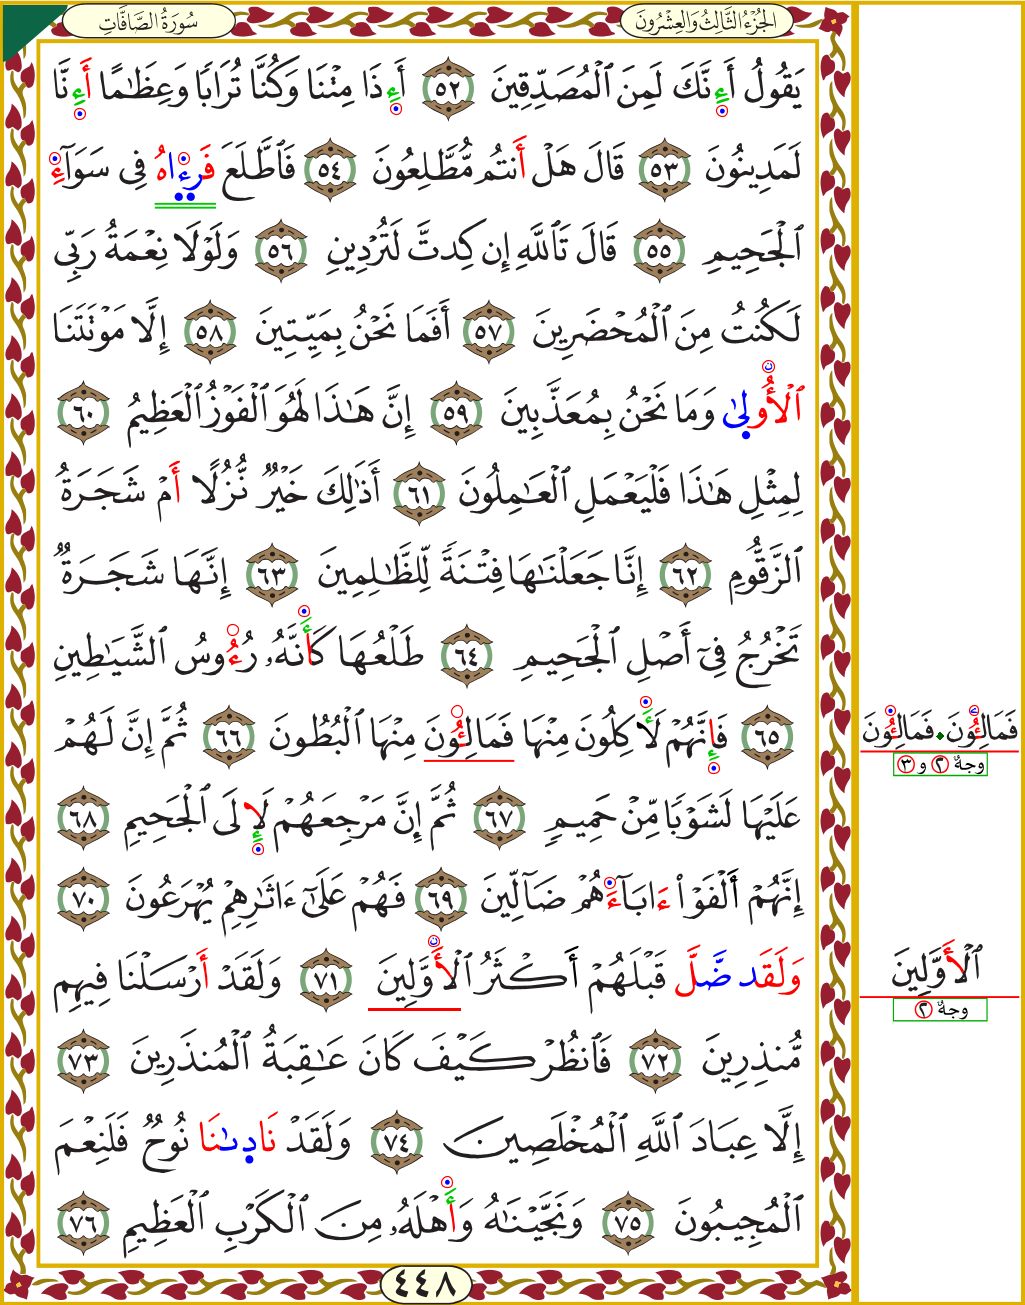 سُورَةُ الصَّافَّاتِ
الجُزْءُ الثَّالِثُ وَالعِشْرُونَ
يَقُولُ أَءِنَّكَ لَمِنَ ٱلْمُصَدِّقِينَ ٥٢ أَءِذَا مِتْنَا وَكُنَّا تُرَابًا وَعِظَٰمًا أَءِنَّا
لَمَدِينُونَ ٥٣ قَالَ هَلْ أَنتُم مُّطَّلِعُونَ ٥٤ فَٱطَّلَعَ فَرِءَاهُ فِى سَوَآءِ
ٱلْجَحِيمِ ٥٥ قَالَ تَٱللَّهِ إِن كِدتَّ لَتُرْدِينِ ٥٦ وَلَوْلَا نِعْمَةُ رَبِّى
لَكُنتُ مِنَ ٱلْمُحْضَرِينَ ٥٧ أَفَمَا نَحْنُ بِمَيِّتِينَ ٥٨ إِلَّا مَوْتَتَنَا
ٱلْأُولَىٰ وَمَا نَحْنُ بِمُعَذَّبِينَ ٥٩ إِنَّ هَٰذَا لَهُوَ ٱلْفَوْزُ ٱلْعَظِيمُ ٦٠
لِمِثْلِ هَٰذَا فَلْيَعْمَلِ ٱلْعَٰمِلُونَ ٦١ أَذَٰلِكَ خَيْرٌ نُّزُلًا أَمْ شَجَرَةُ
ٱلزَّقُّومِ ٦٢ إِنَّا جَعَلْنَٰهَا فِتْنَةً لِّلظَّٰلِمِينَ ٦٣ إِنَّهَا شَجَرَةٌ
تَخْرُجُ فِىٓ أَصْلِ ٱلْجَحِيمِ ٦٤ طَلْعُهَا كَأَنَّهُۥ رُءُوسُ ٱلشَّيَٰطِينِ
٦٥ فَإِنَّهُمْ لَأَكِلُونَ مِنْهَا فَمَالِـُٔونَ مِنْهَا ٱلْبُطُونَ ٦٦ ثُمَّ إِنَّ لَهُمْ
فَمَالِـُٔونَ • فَمَالِـُٔونَ
وجهٌ ٢ و ٣
عَلَيْهَا لَشَوْبًا مِّنْ حَمِيمٍ ٦٧ ثُمَّ إِنَّ مَرْجِعَهُمْ لَإِلَى ٱلْجَحِيمِ ٦٨
إِنَّهُمْ أَلْفَوْا۟ ءَابَآءَهُمْ ضَآلِّينَ ٦٩ فَهُمْ عَلَىٰٓ ءَاثَٰرِهِمْ يُهْرَعُونَ ٧٠
وَلَقَد ضَّلَّ قَبْلَهُمْ أَكْثَرُ ٱلْأَوَّلِينَ ٧١ وَلَقَدْ أَرْسَلْنَا فِيهِم
ٱلْأَوَّلِينَ
وجهٌ ٢
مُّنذِرِينَ ٧٢ فَٱنظُرْ كَيْفَ كَانَ عَٰقِبَةُ ٱلْمُنذَرِينَ ٧٣
إِلَّا عِبَادَ ٱللَّهِ ٱلْمُخْلَصِينَ ٧٤ وَلَقَدْ نَادِىٰنَا نُوحٌ فَلَنِعْمَ
ٱلْمُجِيبُونَ ٧٥ وَنَجَّيْنَٰهُ وَأَهْلَهُۥ مِنَ ٱلْكَرْبِ ٱلْعَظِيمِ ٧٦
٤٤٨